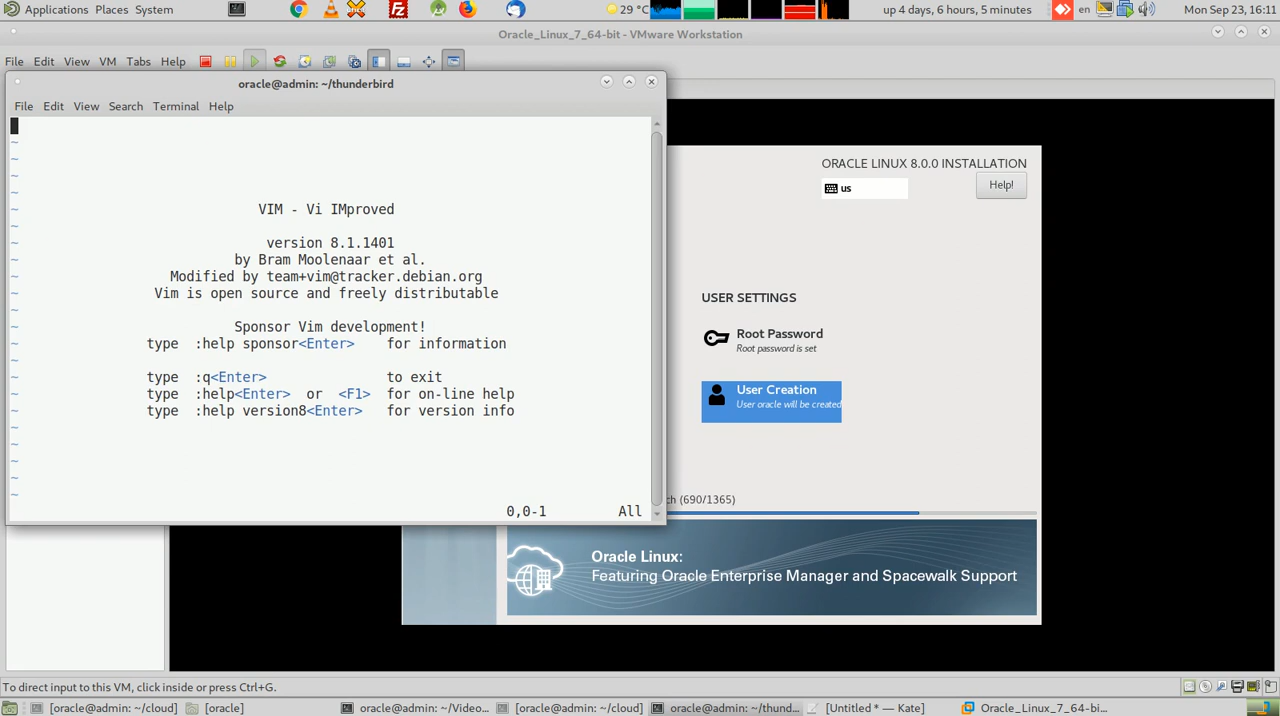 Applications Places System
29 °C
up 4 days, 6 hours, 5 minutes
en
Mon Sep 23, 16:11
Oracle_Linux_7_64-bit - VMware Workstation
File Edit View VM Tabs Help
oracle@admin: ~/thunderbird
File Edit View Search Terminal Help
~
~
~
~
VIM - Vi IMproved
~
~
version 8.1.1401
~
by Bram Moolenaar et al.
~
Modified by team+vim@tracker.debian.org
~
Vim is open source and freely distributable
~
~
Sponsor Vim development!
~
type :help sponsor<Enter> for information
~
~
type :q<Enter> to exit
~
type :help<Enter> or <F1> for on-line help
~
type :help version8<Enter> for version info
~
~
~
~
~
0,0-1 All
ORACLE LINUX 8.0.0 INSTALLATION
us
Help!
USER SETTINGS
Root Password
Root password is set
User Creation
User oracle will be created
(690/1365)
Oracle Linux:
Featuring Oracle Enterprise Manager and Spacewalk Support
To direct input to this VM, click inside or press Ctrl+G.
[oracle@admin: ~/cloud]
[oracle]
oracle@admin: ~/Video...
[oracle@admin: ~/cloud]
oracle@admin: ~/thund...
[Untitled * — Kate]
Oracle_Linux_7_64-bi...